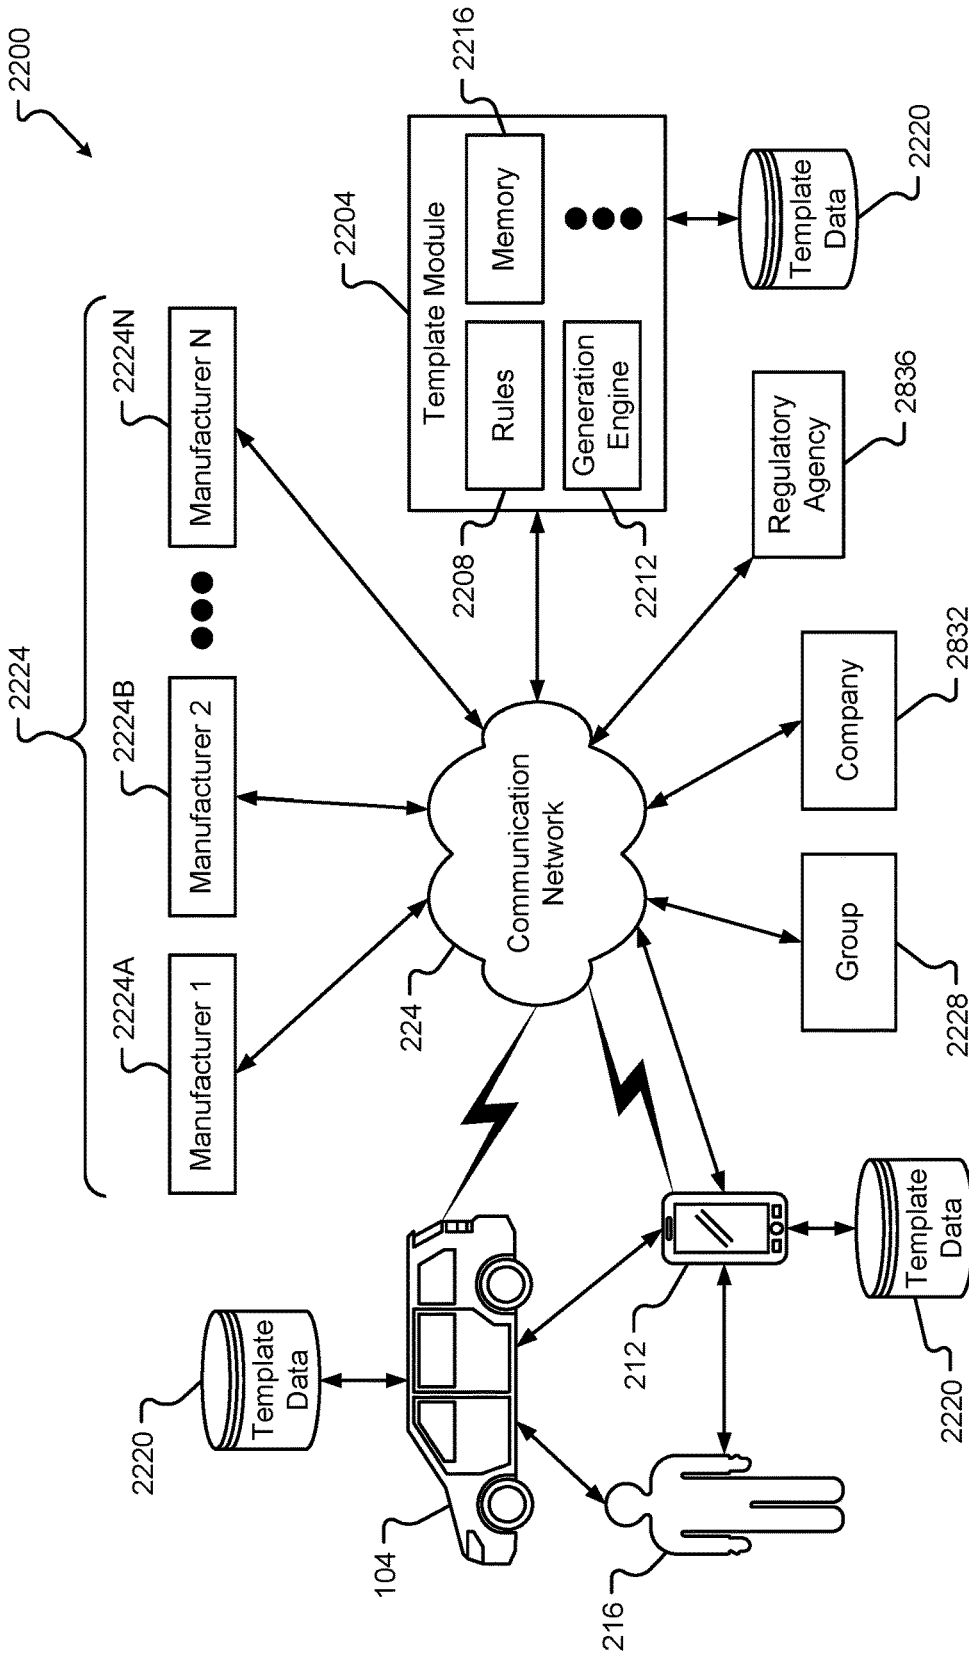 2200
2224
2224A
2224B
2224N
Manufacturer 1
Manufacturer 2
Manufacturer N
2220
Template
Data
104
224
Communication
Network
2204
Template Module
2208
Rules
2216
Memory
2212
Generation
Engine
Template
Data
2220
216
212
Template
Data
2220
Group
2228
Company
2832
Regulatory
Agency
2836